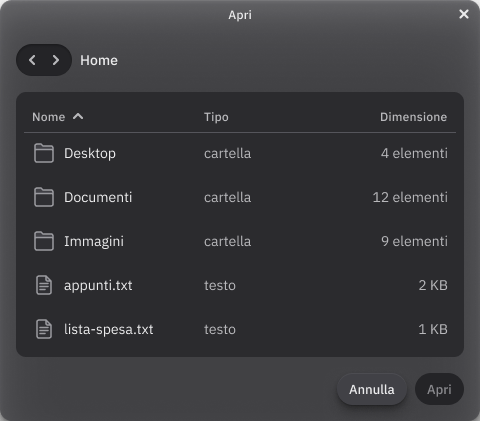 Apri
Home
Nome Tipo Dimensione
Desktop cartella 4 elementi
Documenti cartella 12 elementi
Immagini cartella 9 elementi
appunti.txt testo 2 KB
lista-spesa.txt testo 1 KB
Annulla Apri